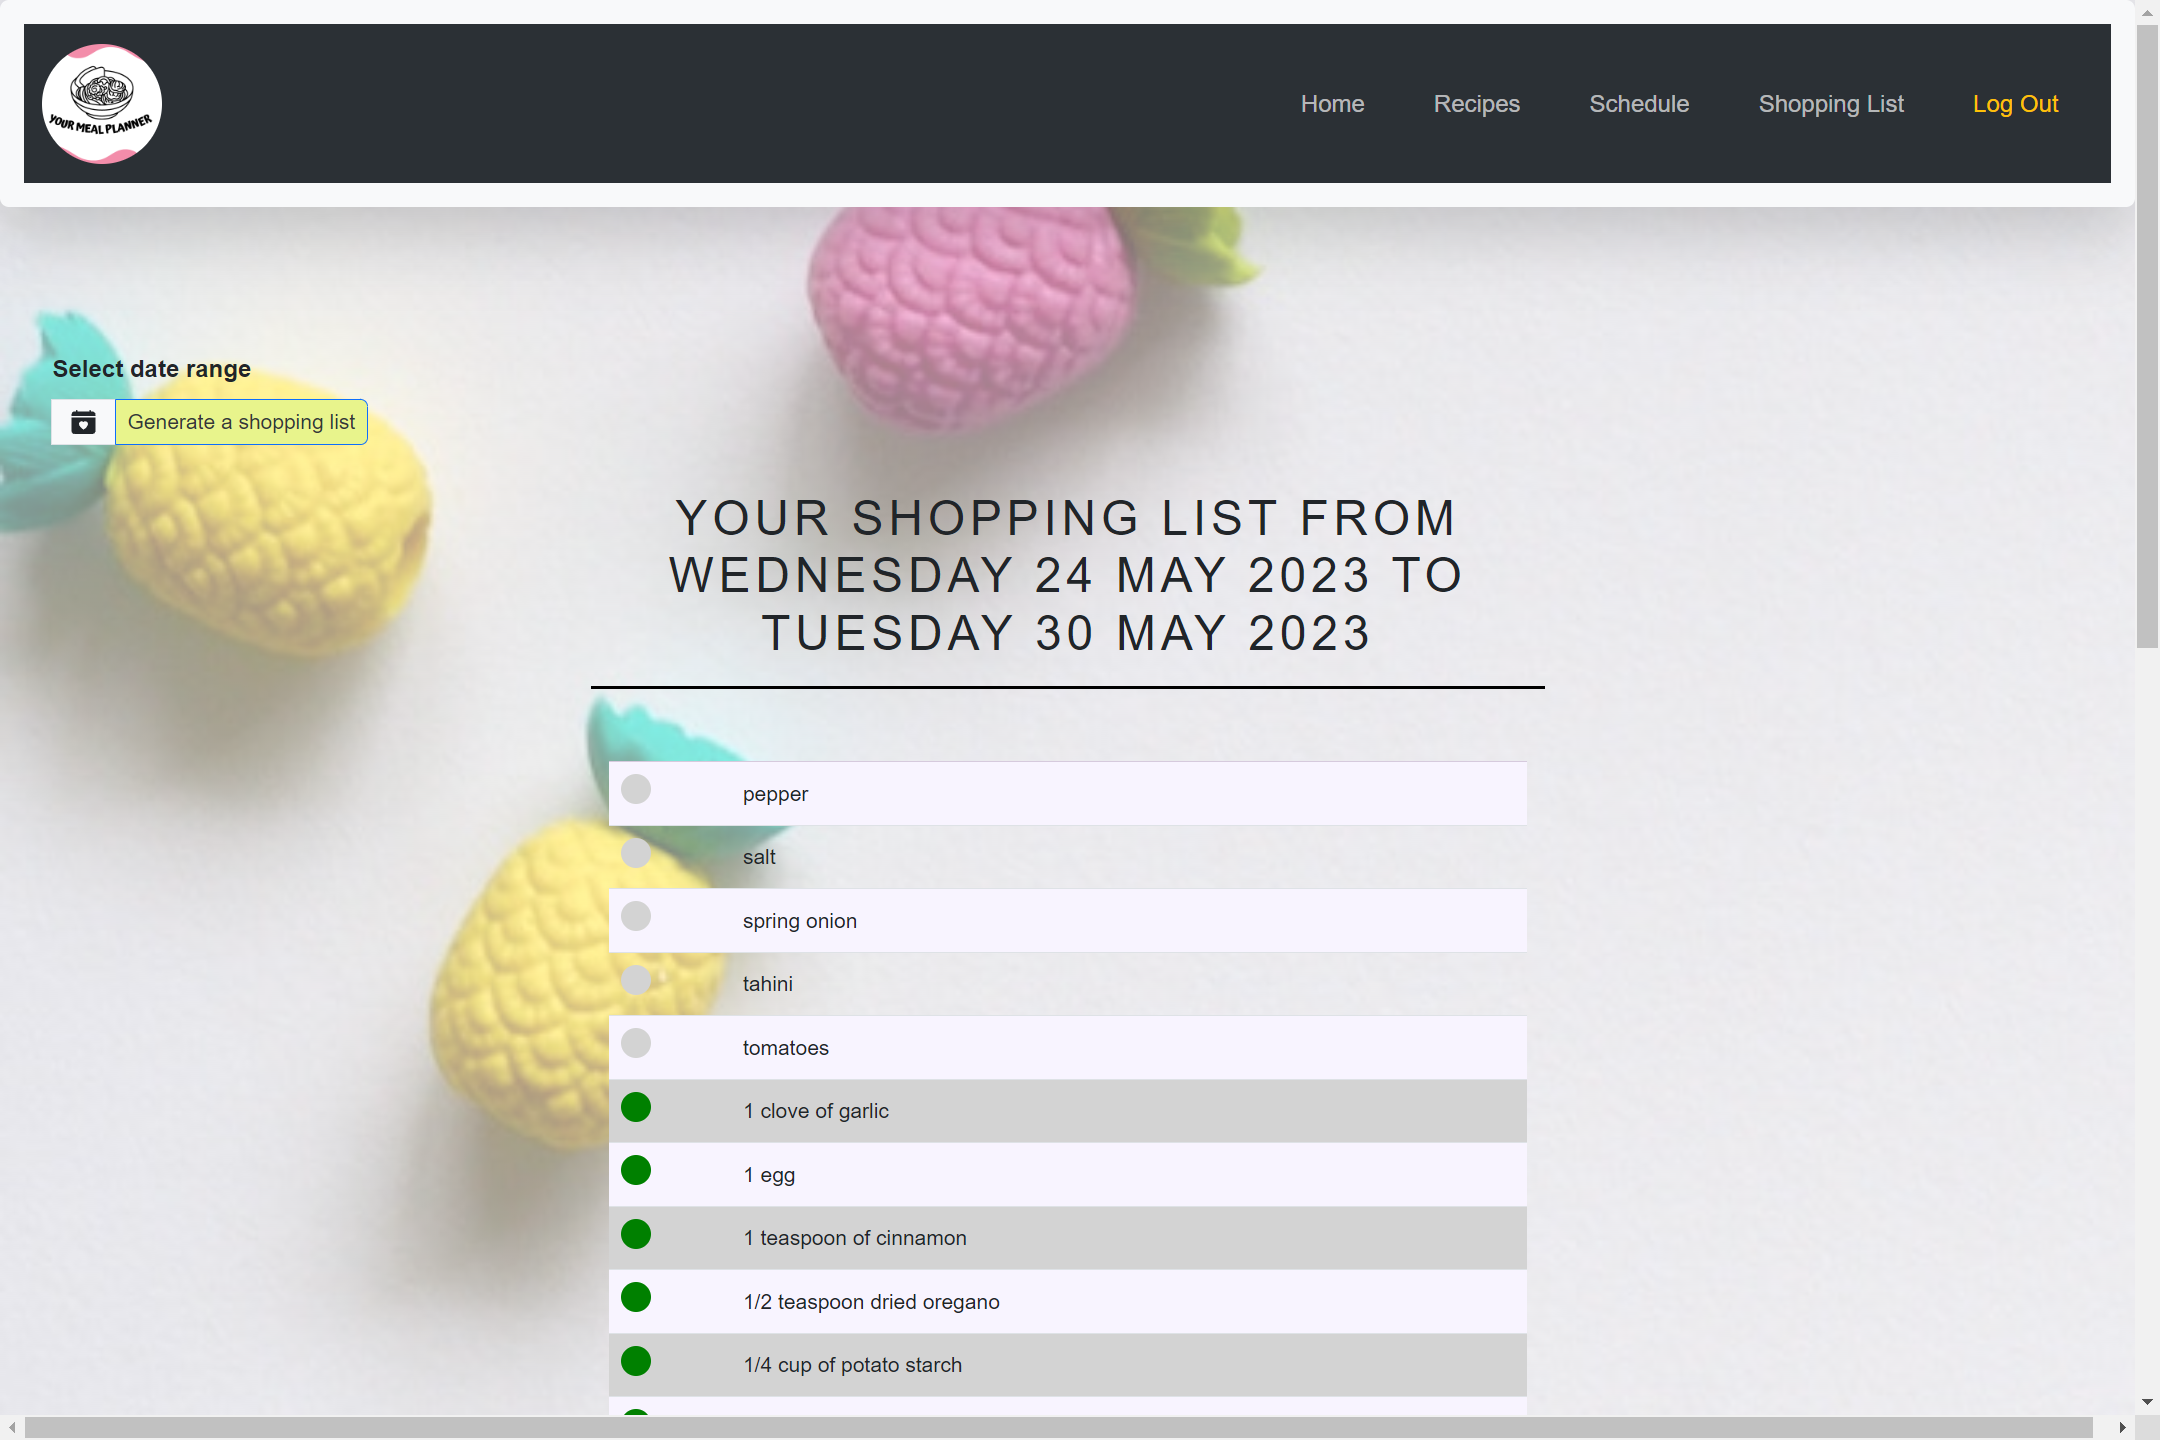 YOUR MEAL PLANNER
Home Recipes Schedule Shopping List Log Out
Select date range
Generate a shopping list
YOUR SHOPPING LIST FROM
WEDNESDAY 24 MAY 2023 TO
TUESDAY 30 MAY 2023
pepper
salt
spring onion
tahini
tomatoes
1 clove of garlic
1 egg
1 teaspoon of cinnamon
1/2 teaspoon dried oregano
1/4 cup of potato starch